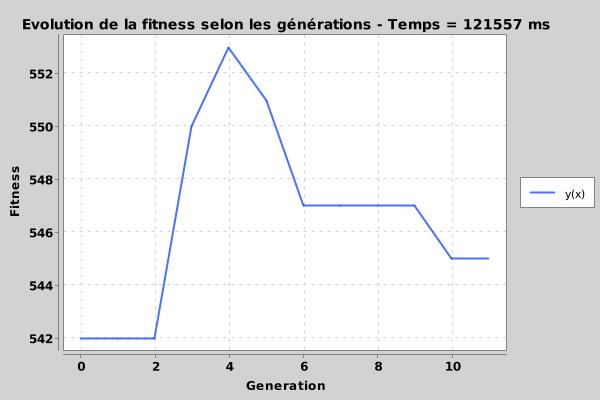 Evolution de la fitness selon les générations - Temps = 121557 ms
552
550
548
546
544
542
Fitness
0 2 4 6 8 10
Generation
y(x)